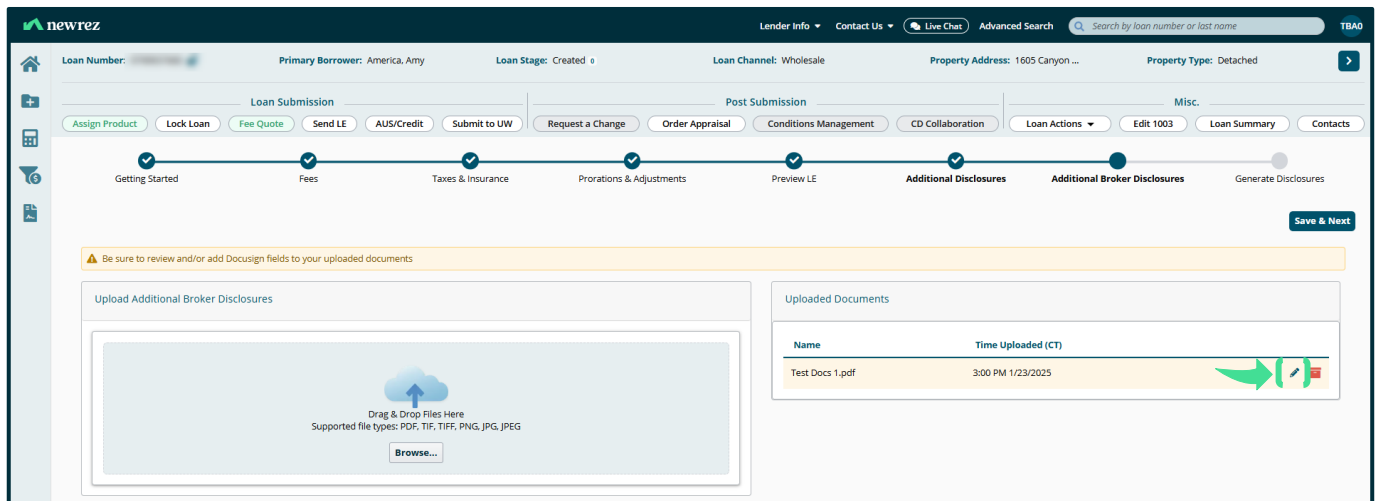 newrez
Lender Info Contact Us Live Chat Advanced Search Search by loan number or last name TBA0
Loan Number: Primary Borrower: America, Amy Loan Stage: Created 0 Loan Channel: Wholesale Property Address: 1605 Canyon ... Property Type: Detached
Loan Submission Post Submission Misc.
Assign Product Lock Loan Fee Quote Send LE AUS/Credit Submit to UW Request a Change Order Appraisal Conditions Management CD Collaboration Loan Actions Edit 1003 Loan Summary Contacts
Getting Started Fees Taxes & Insurance Prorations & Adjustments Preview LE Additional Disclosures Additional Broker Disclosures Generate Disclosures
Save & Next
Be sure to review and/or add Docusign fields to your uploaded documents
Upload Additional Broker Disclosures
Drag & Drop Files Here
Supported file types: PDF, TIF, TIFF, PNG, JPG, JPEG
Browse...
Uploaded Documents
Name Time Uploaded (CT)
Test Docs 1.pdf 3:00 PM 1/23/2025